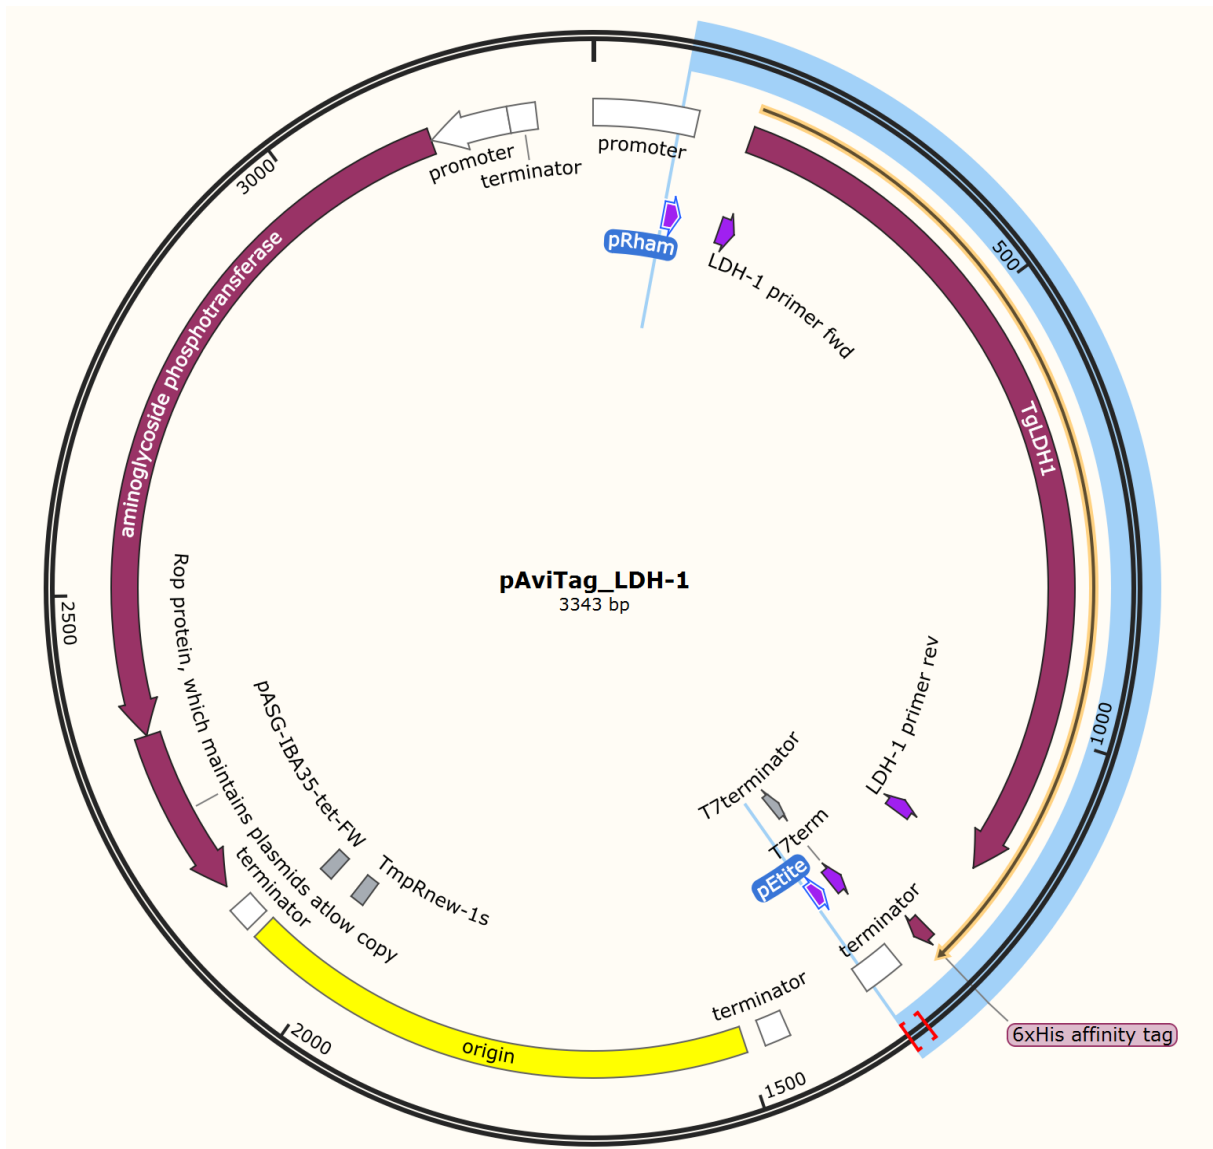 promoter
terminator
promoter
pRham
LDH-1 primer fwd
500
TgLDH1
3000
aminoglycoside phosphotransferase
pAviTag_LDH-1
3343 bp
2500
Rop protein, which maintains plasmids atlow copy
pASG-IBA35-tet-FW
TmpRnew-1s
terminator
LDH-1 primer rev
1000
T7terminator
T7term
pEtite
terminator
6xHis affinity tag
terminator
origin
1500
2000